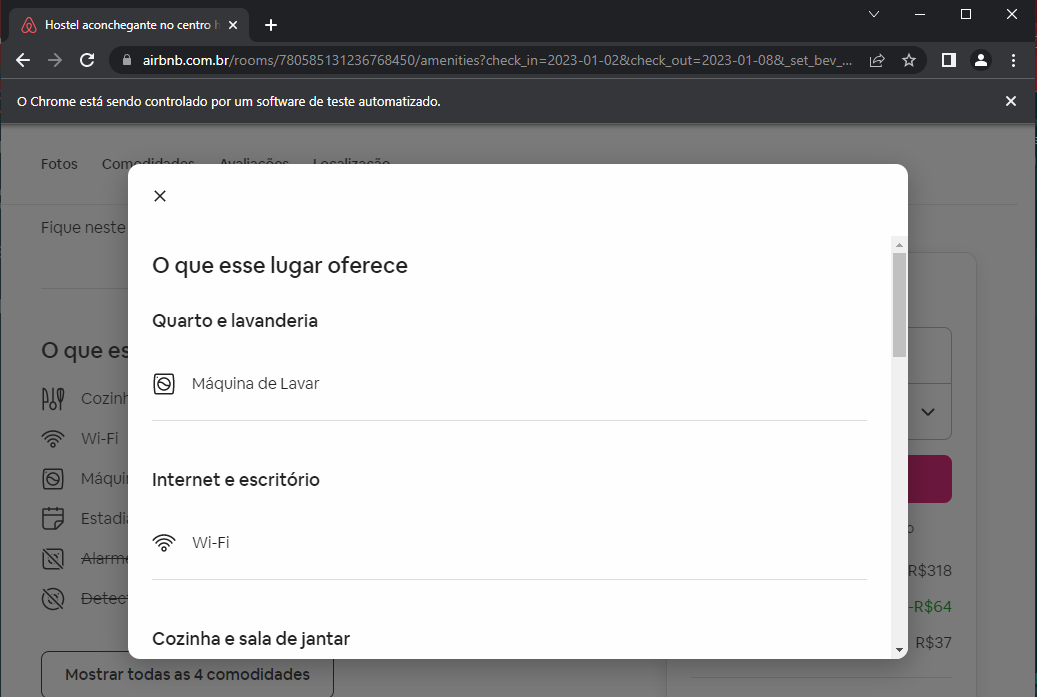 Hostel aconchegante no centro
airbnb.com.br/rooms/780585131236768450/amenities?check_in=2023-01-02&check_out=2023-01-08&_set_bev_...
O Chrome está sendo controlado por um software de teste automatizado.
Fotos Comodidades Avaliações Localização
Fique neste
O que esse lugar oferece
Quarto e lavanderia
Máquina de Lavar
Internet e escritório
Wi-Fi
Cozinha e sala de jantar
O que es
Cozinh
Wi-Fi
Máquin
Estadia
Alarme
Detect
Mostrar todas as 4 comodidades
o
R$318
-R$64
R$37